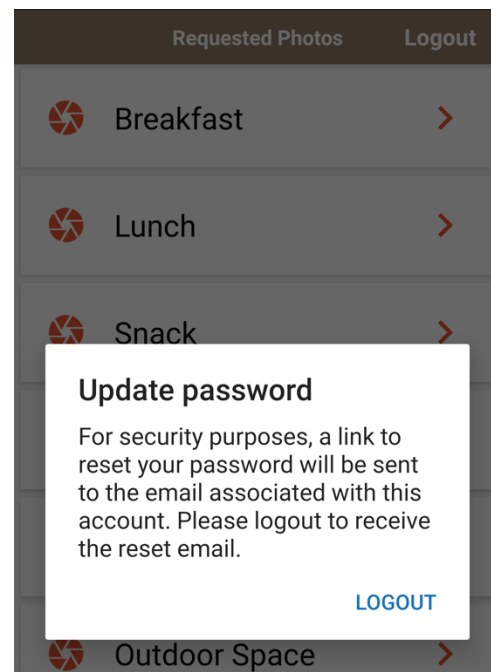 Requested Photos Logout
Breakfast
Lunch
Snack
Update password
For security purposes, a link to
reset your password will be sent
to the email associated with this
account. Please logout to receive
the reset email.
LOGOUT
Outdoor Space